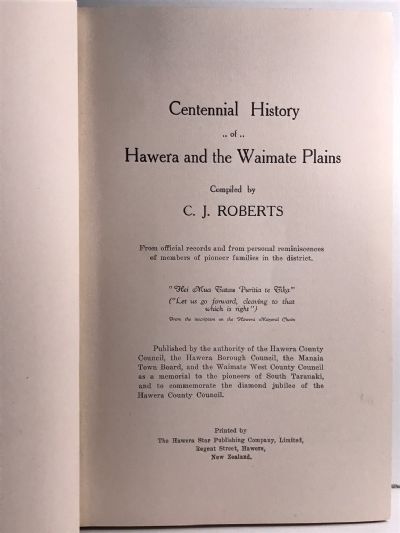 Centennial History
.. of ..
Hawera and the Waimate Plains
Compiled by
C. J. ROBERTS
From official records and from personal reminiscences
of members of pioneer families in the district.
"Hei Mua Tatou Puritia te Tika"
("Let us go forward, cleaving to that
which is right")
From the inscription on the Hawera Mayoral Chain
Published by the authority of the Hawera County
Council, the Hawera Borough Council, the Manaia
Town Board, and the Waimate West County Council
as a memorial to the pioneers of South Taranaki,
and to commemorate the diamond jubilee of the
Hawera County Council.
Printed by
The Hawera Star Publishing Company, Limited,
Regent Street, Hawera,
New Zealand.